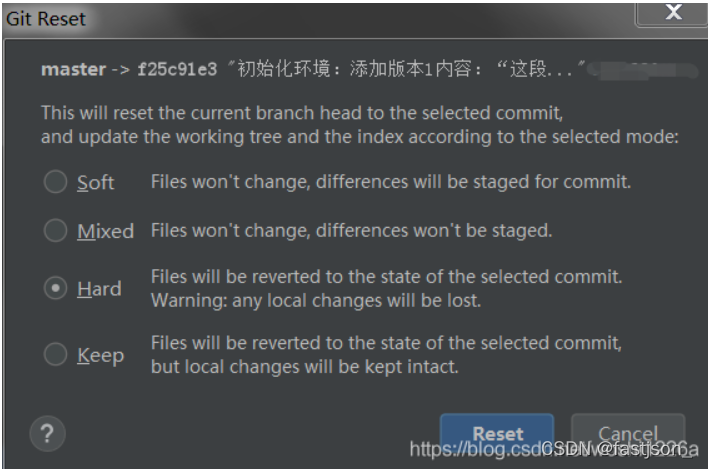 Git Reset
X
master -> f25c91e3 "初始化环境：添加版本1内容：“这段..."
This will reset the current branch head to the selected commit,
and update the working tree and the index according to the selected mode:
Soft Files won't change, differences will be staged for commit.
Mixed Files won't change, differences won't be staged.
Hard Files will be reverted to the state of the selected commit.
Warning: any local changes will be lost.
Keep Files will be reverted to the state of the selected commit,
but local changes will be kept intact.
? Reset Cancel
https://blog.csdn.net/
CSDN @fastjson_